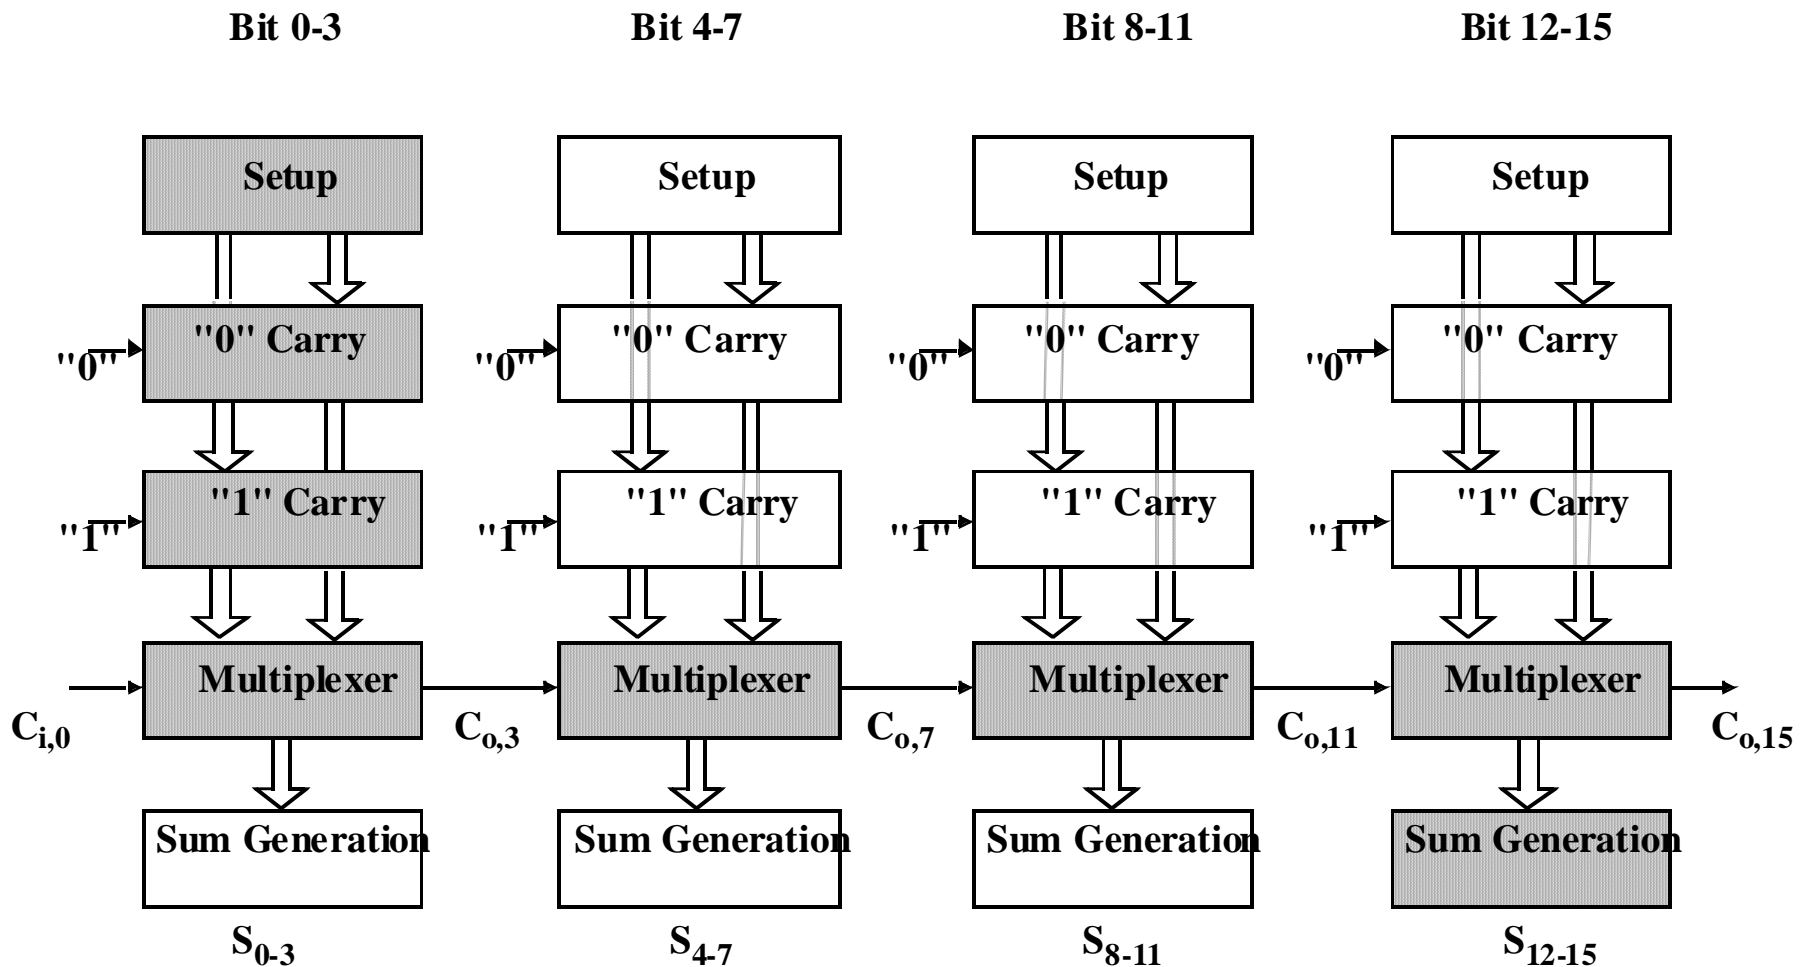 Bit 0-3 Bit 4-7 Bit 8-11 Bit 12-15
Setup Setup Setup Setup
"0" Carry "0" Carry "0" Carry "0" Carry
"0" "0" "0" "0"
"1" Carry "1" Carry "1" Carry "1" Carry
"1" "1" "1" "1"
Multiplexer Multiplexer Multiplexer Multiplexer
Ci,0 Co,3 Co,7 Co,11 Co,15
Sum Generation Sum Generation Sum Generation Sum Generation
S0-3 S4-7 S8-11 S12-15